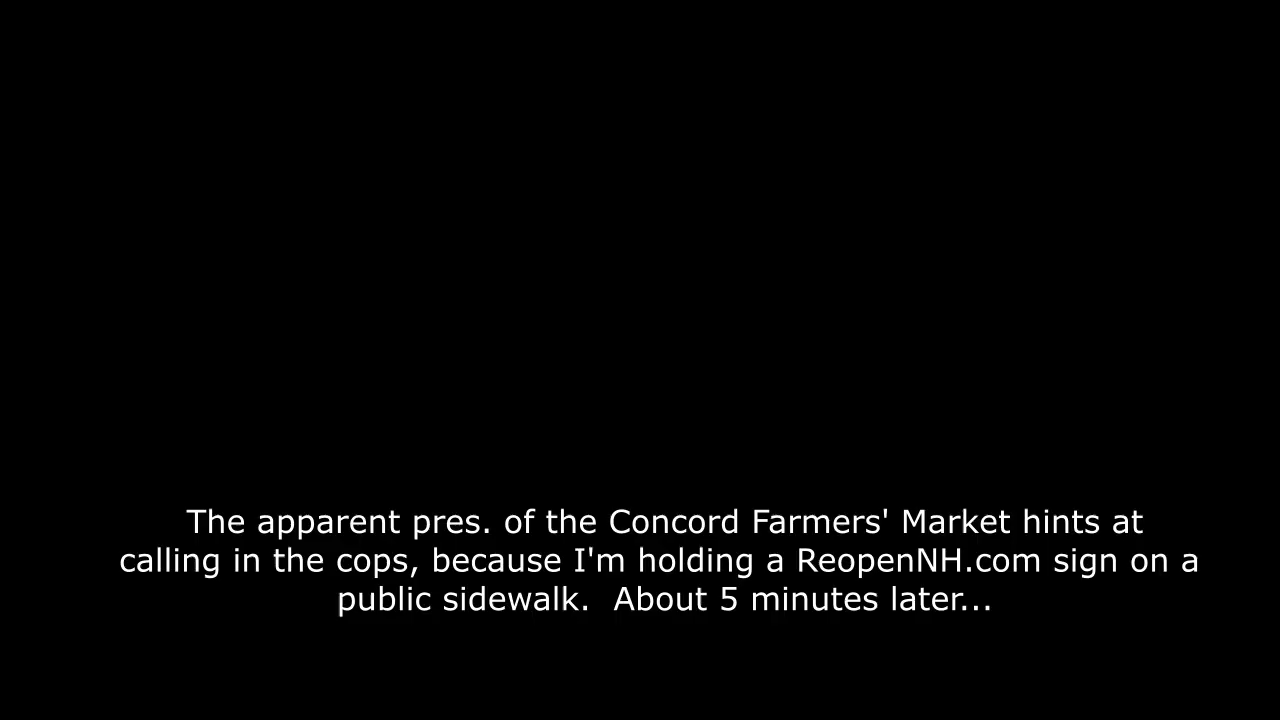 The apparent pres. of the Concord Farmers' Market hints at
calling in the cops, because I'm holding a ReopenNH.com sign on a
public sidewalk.  About 5 minutes later...